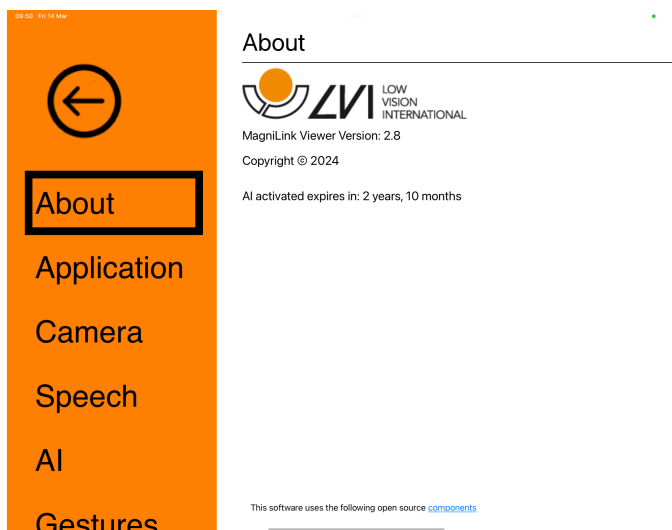 09:50 Fri 14 Mar
About
LVI LOW
VISION
INTERNATIONAL
MagniLink Viewer Version: 2.8
Copyright © 2024
AI activated expires in: 2 years, 10 months
About
Application
Camera
Speech
AI
Gestures
This software uses the following open source components